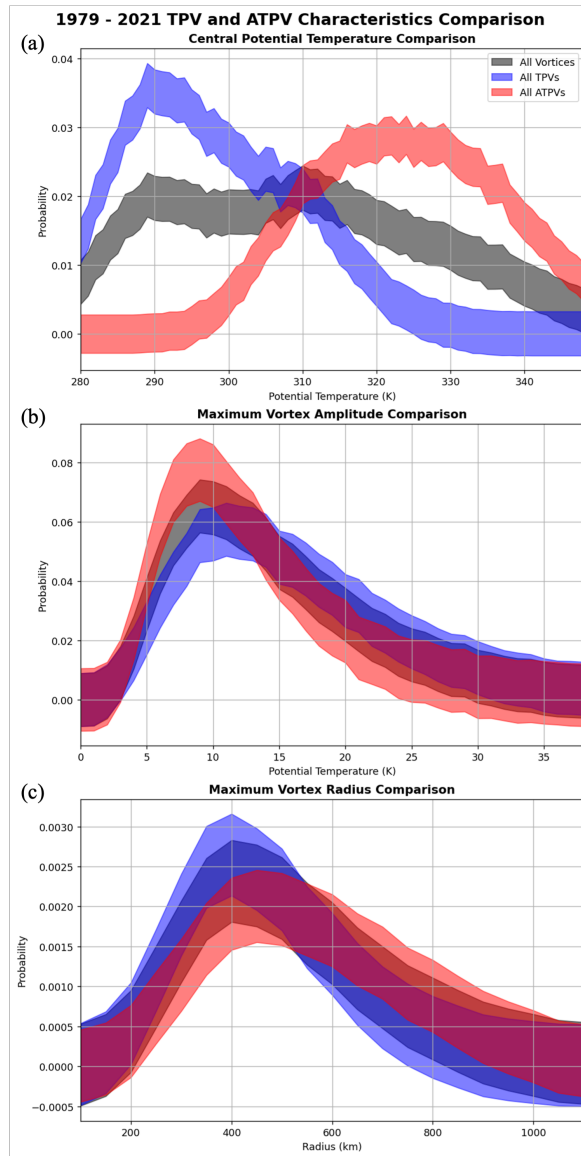 1979 - 2021 TPV and ATPV Characteristics Comparison
(a)
Central Potential Temperature Comparison
All Vortices
All TPVs
All ATPVs
0.04
0.03
0.02
0.01
0.00
Probability
280 290 300 310 320 330 340
Potential Temperature (K)
(b)
Maximum Vortex Amplitude Comparison
0.08
0.06
0.04
0.02
0.00
Probability
0 5 10 15 20 25 30 35
Potential Temperature (K)
(c)
Maximum Vortex Radius Comparison
0.0030
0.0025
0.0020
0.0015
0.0010
0.0005
0.0000
−0.0005
Probability
200 400 600 800 1000
Radius (km)